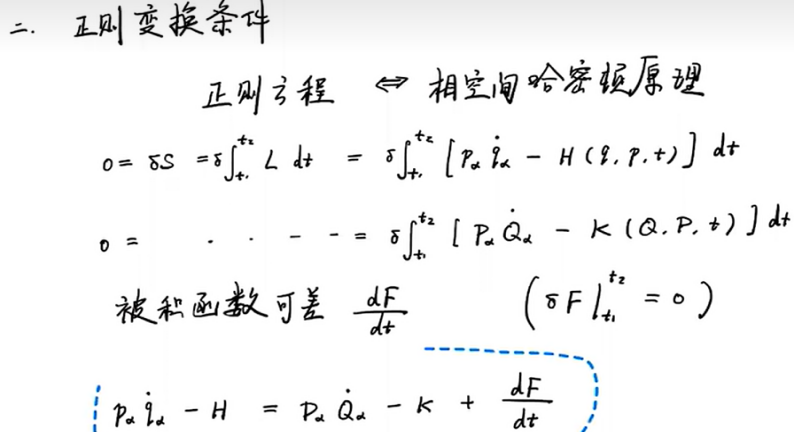 二. 正则变换条件
正则方程 ⇔ 相空间哈密顿原理
0 = δS = δ∫_{t₁}^{t₂} L dt = δ∫_{t₁}^{t₂} [ p_α q̇_α − H(q, p, t) ] dt
0 = · · - - = δ∫_{t₁}^{t₂} [ P_α Q̇_α − K(Q, P, t) ] dt
被积函数可差 dF/dt (δF|_{t₁}^{t₂} = 0)
p_α q̇_α − H = P_α Q̇_α − K + dF/dt